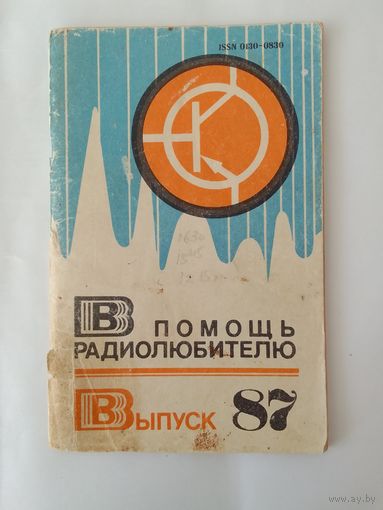 ISSN 0130-0830
В ПОМОЩЬ
РАДИОЛЮБИТЕЛЮ
ВЫПУСК 87
www.ay.by